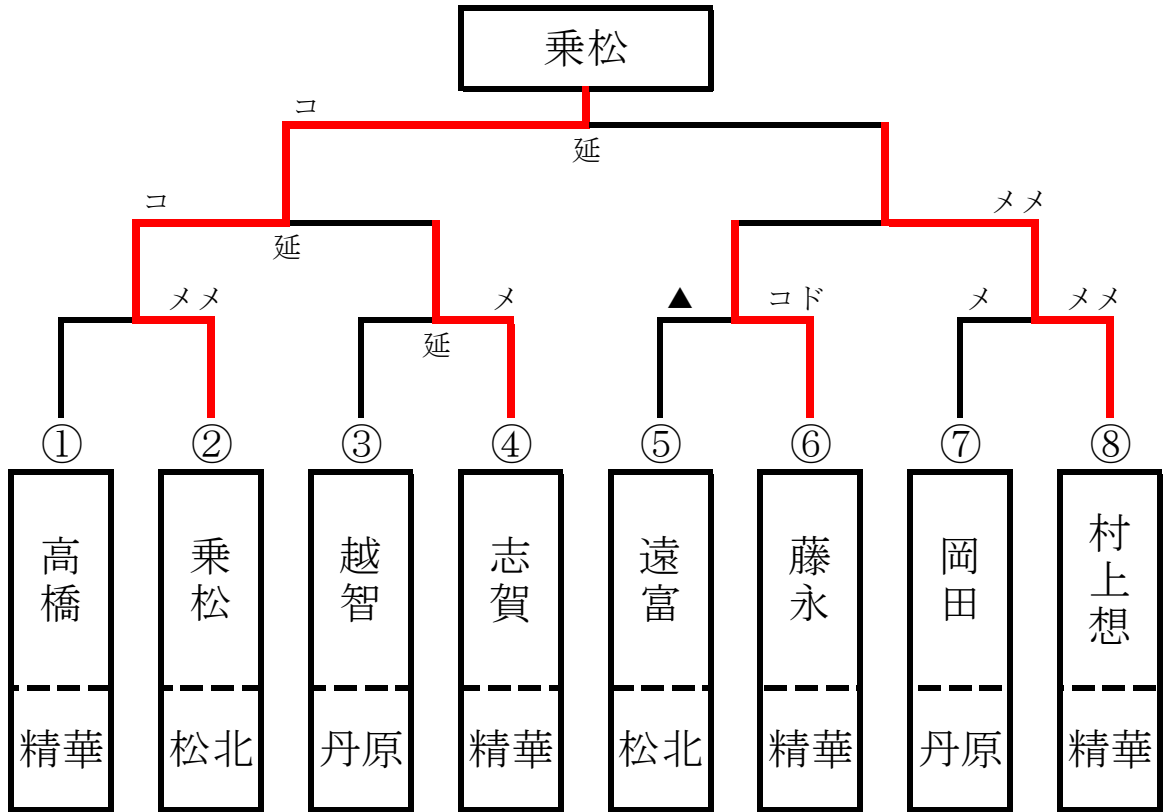 乗松
コ
延
コ
メメ
延
メメ
メ
▲
コド
メ
メメ
延
①
②
③
④
⑤
⑥
⑦
⑧
高橋
乗松
越智
志賀
遠富
藤永
岡田
村上想
精華
松北
丹原
精華
松北
精華
丹原
精華